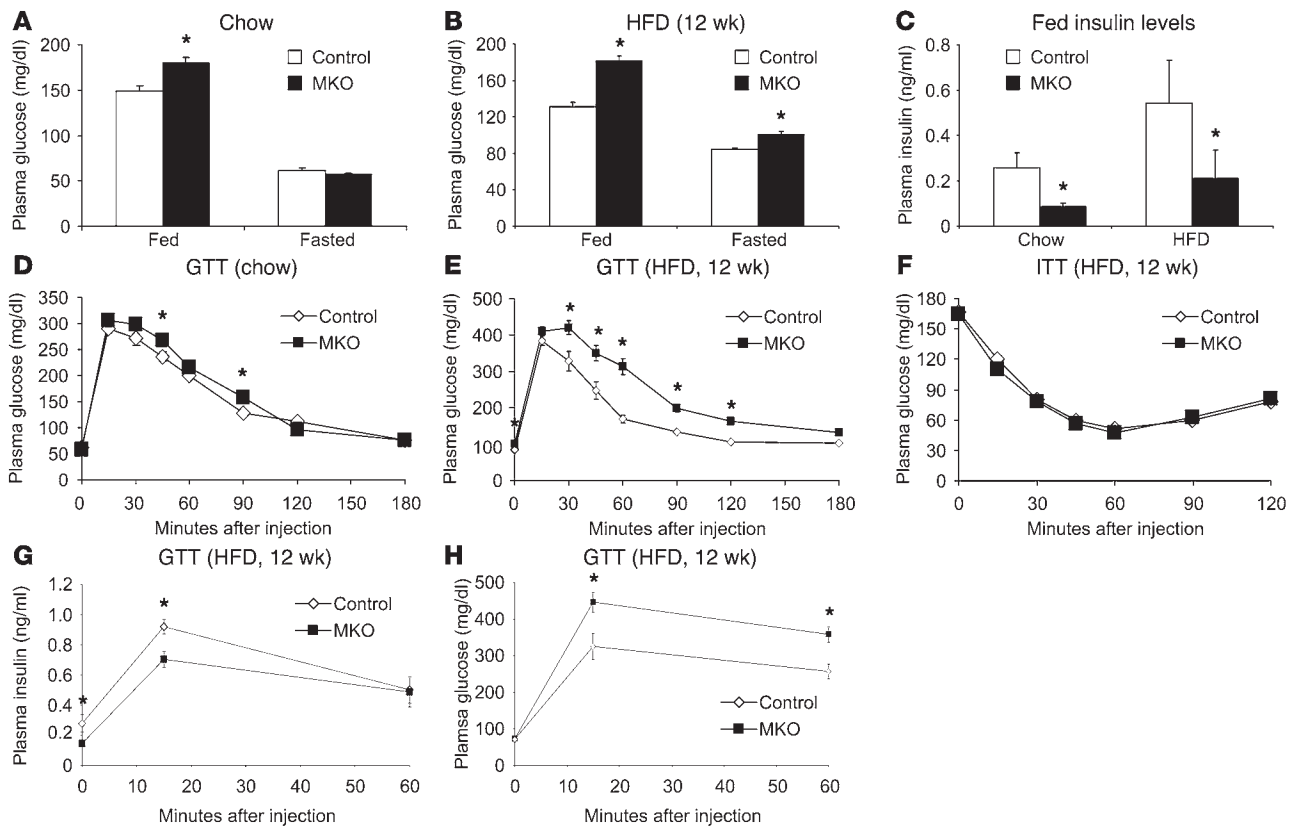 A Chow
Plasma glucose (mg/dl)
200
150
100
50
0
Fed Fasted
Control
MKO
*
B HFD (12 wk)
Plasma glucose (mg/dl)
200
160
120
80
40
0
Fed Fasted
Control
MKO
*
*
C Fed insulin levels
Plasma insulin (ng/ml)
0.8
0.6
0.4
0.2
0
Chow HFD
Control
MKO
*
*
D GTT (chow)
Plasma glucose (mg/dl)
350
300
250
200
150
100
50
0
0 30 60 90 120 150 180
Minutes after injection
Control
MKO
*
*
E GTT (HFD, 12 wk)
Plasma glucose (mg/dl)
500
400
300
200
100
0
0 30 60 90 120 180
Minutes after injection
Control
MKO
*
*
*
*
*
*
F ITT (HFD, 12 wk)
Plasma glucose (mg/dl)
180
150
120
90
60
30
0
0 30 60 90 120
Minutes after injection
Control
MKO
G GTT (HFD, 12 wk)
Plasma insulin (ng/ml)
1.2
1.0
0.8
0.6
0.4
0.2
0
0 10 20 30 40 50 60
Minutes after injection
Control
MKO
*
*
H GTT (HFD, 12 wk)
Plamsa glucose (mg/dl)
500
400
300
200
100
0
0 10 20 30 40 50 60
Minutes after injection
Control
MKO
*
*